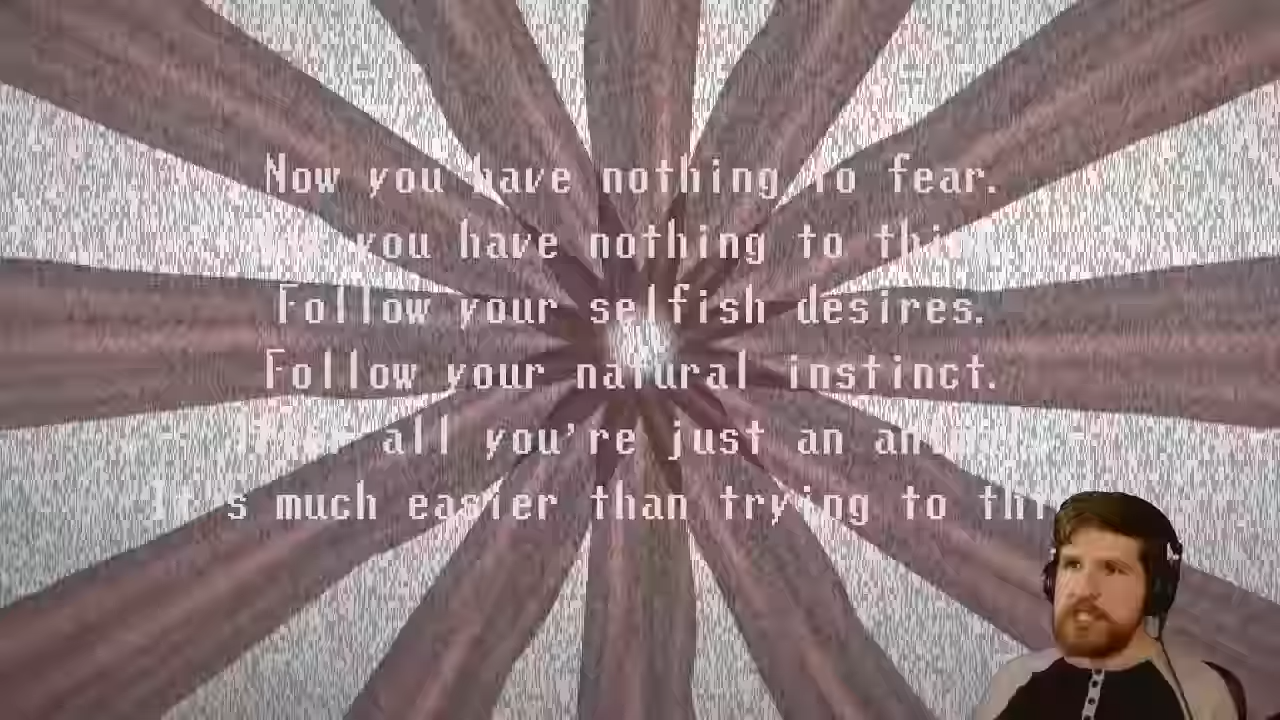 Now you have nothing to fear.
you have nothing to
Follow your selfish desires.
Follow your natural instinct.
all you're just an
It's much easier than trying to